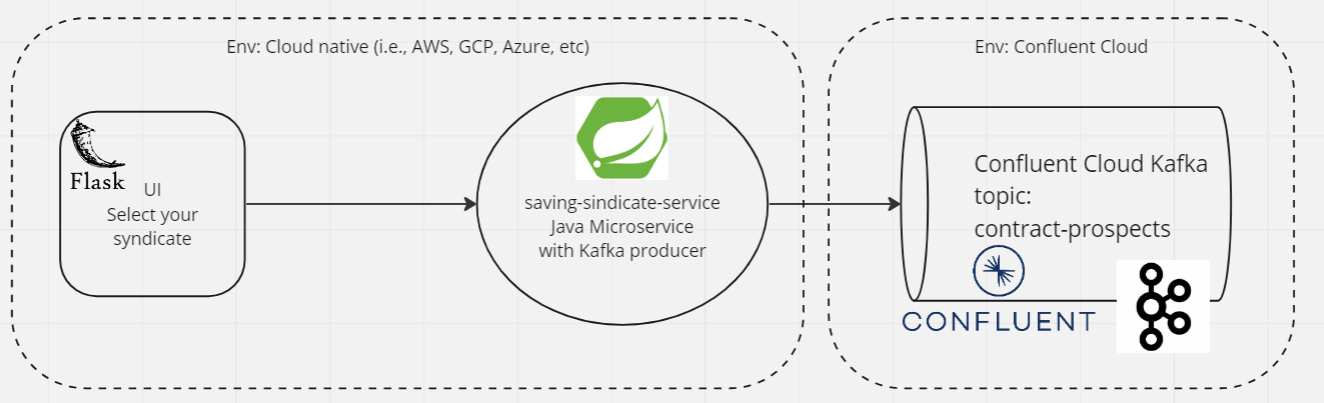 Env: Cloud native (i.e., AWS, GCP, Azure, etc)
Flask
UI
Select your
syndicate
saving-sindicate-service
Java Microservice
with Kafka producer
Env: Confluent Cloud
Confluent Cloud Kafka
topic:
contract-prospects
CONFLUENT